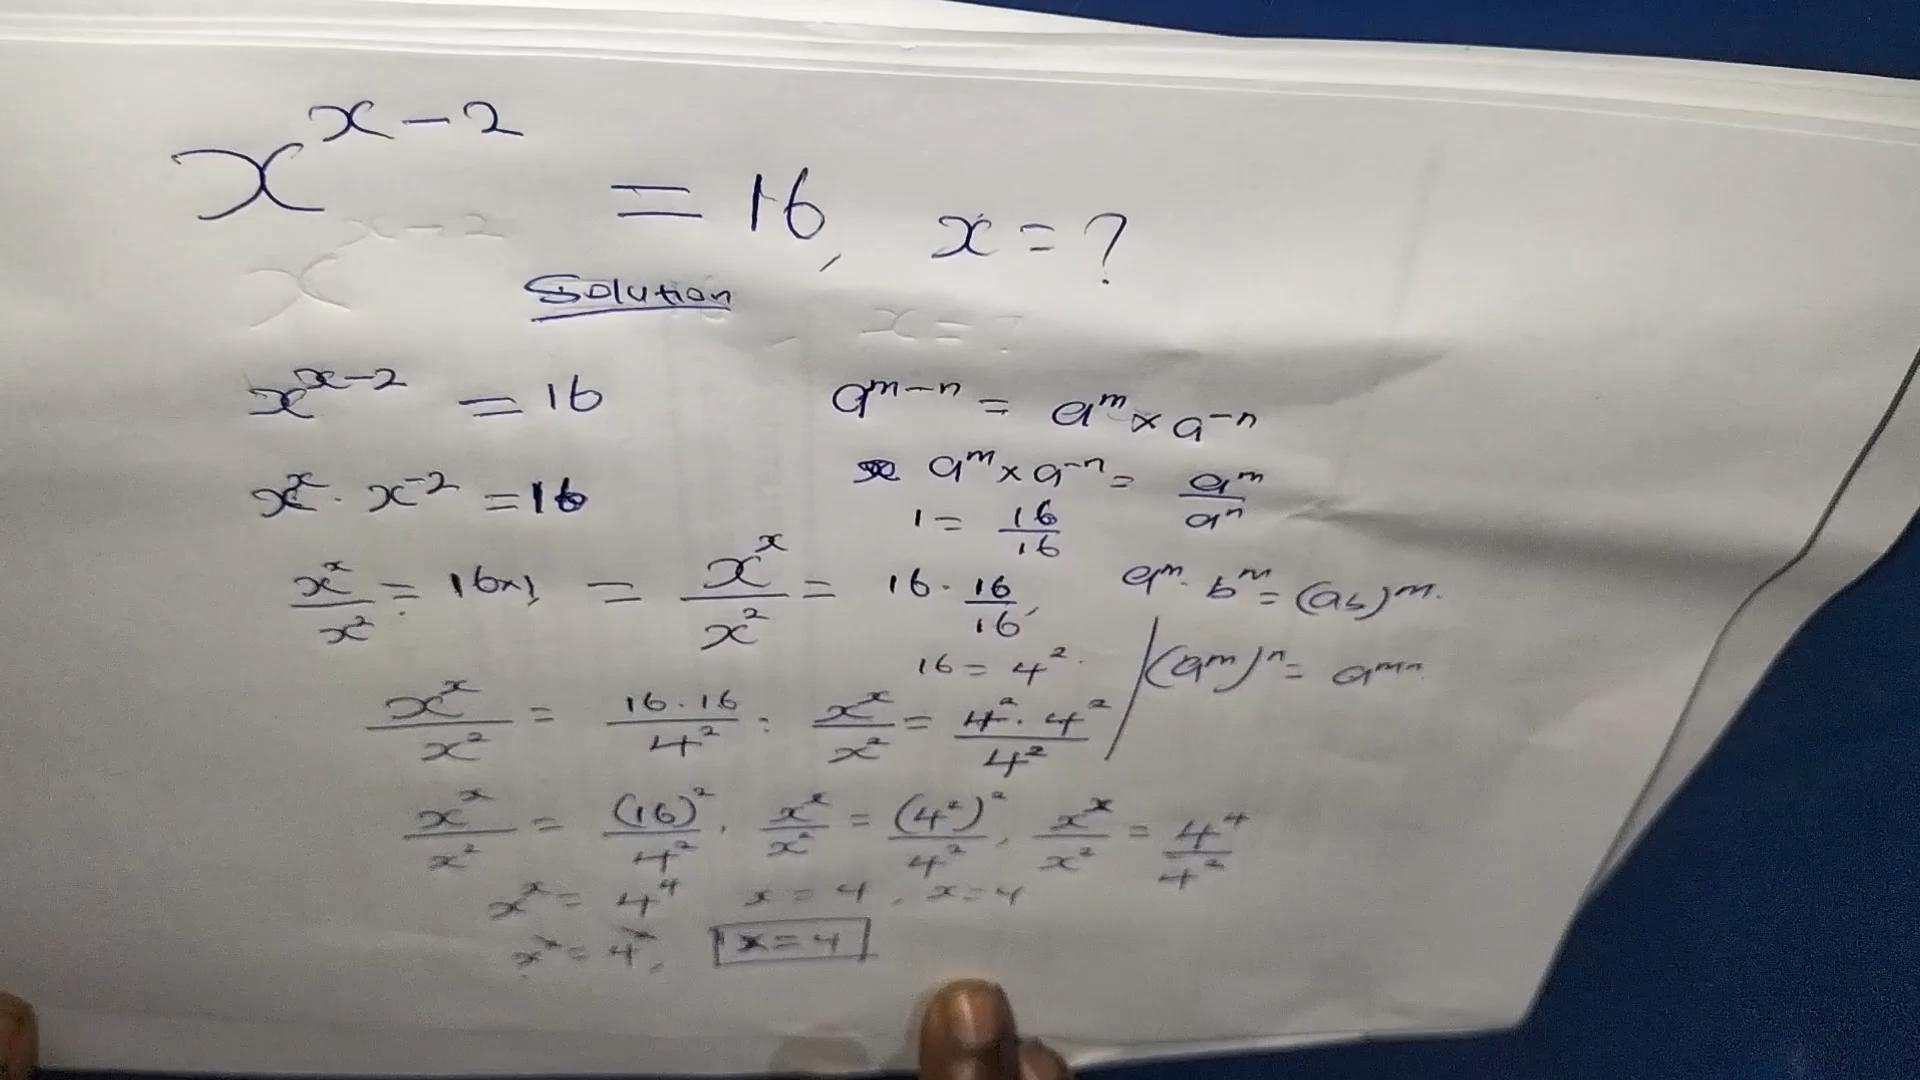 x^{x-2} = 16, x = ?
Solution
x^{x-2} = 16
a^{m-n} = a^m × a^{-n}
x^x · x^{-2} = 16
a^m × a^{-n} = a^m/a^n
1 = 16/16
x^x/x^2 = 16×1, = x^x/x^2 = 16 · 16/16,
a^m · b^m = (ab)^m.
16 = 4^2.
(a^m)^n = a^{mn}
x^x/x^2 = 16 · 16/4^2 : x^x/x^2 = 4^2 · 4^2/4^2
x^x/x^2 = (16)^2/4^2, x^x/x^2 = (4^2)^2/4^2, x^x/x^2 = 4^4/4^2
x^x = 4^4 x = 4, x = 4
x = 4